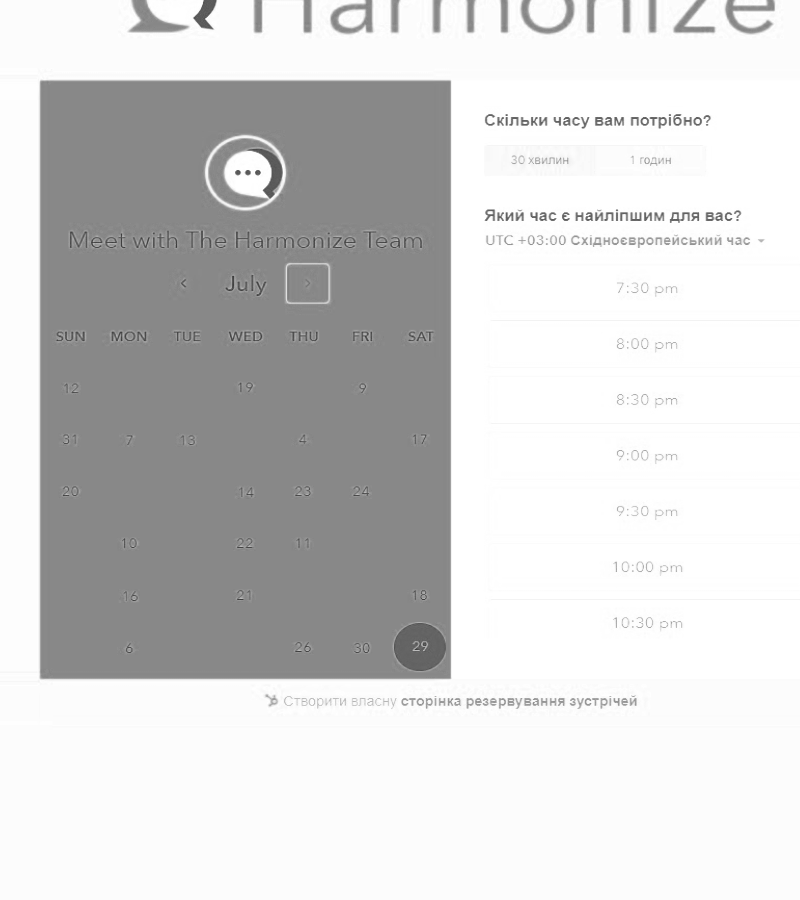 Harmonize
Meet with The Harmonize Team
July
SUN MON TUE WED THU FRI SAT
12 19 9
31 7 13 4 17
20 14 23 24
10 22 11
16 21 18
6 26 30 29
Скільки часу вам потрібно?
30 хвилин 1 годин
Який час є найліпшим для вас?
UTC +03:00 Східноєвропейський час
7:30 pm
8:00 pm
8:30 pm
9:00 pm
9:30 pm
10:00 pm
10:30 pm
Створити власну сторінка резервування зустрічей